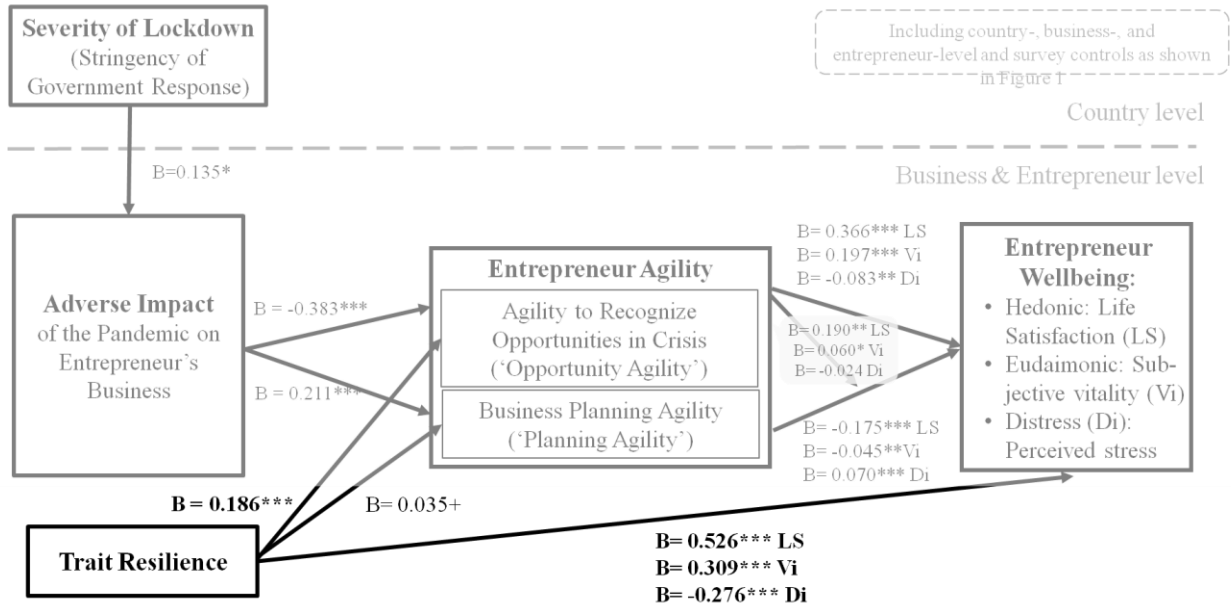 Severity of Lockdown
(Stringency of
Government Response)
Including country-, business-, and
entrepreneur-level and survey controls as shown
in Figure 1
Country level
B=0.135*
Business & Entrepreneur level
Adverse Impact
of the Pandemic on
Entrepreneur's
Business
B = -0.383***
B = 0.211***
Entrepreneur Agility
Agility to Recognize
Opportunities in Crisis
('Opportunity Agility')
Business Planning Agility
('Planning Agility')
B= 0.366*** LS
B= 0.197*** Vi
B= -0.083** Di
B= 0.190** LS
B= 0.060* Vi
B= -0.024 Di
B= -0.175*** LS
B= -0.045**Vi
B= 0.070*** Di
Entrepreneur
Wellbeing:
• Hedonic: Life
Satisfaction (LS)
• Eudaimonic: Sub-
jective vitality (Vi)
• Distress (Di):
Perceived stress
B = 0.186***
B= 0.035+
Trait Resilience
B= 0.526*** LS
B= 0.309*** Vi
B= -0.276*** Di